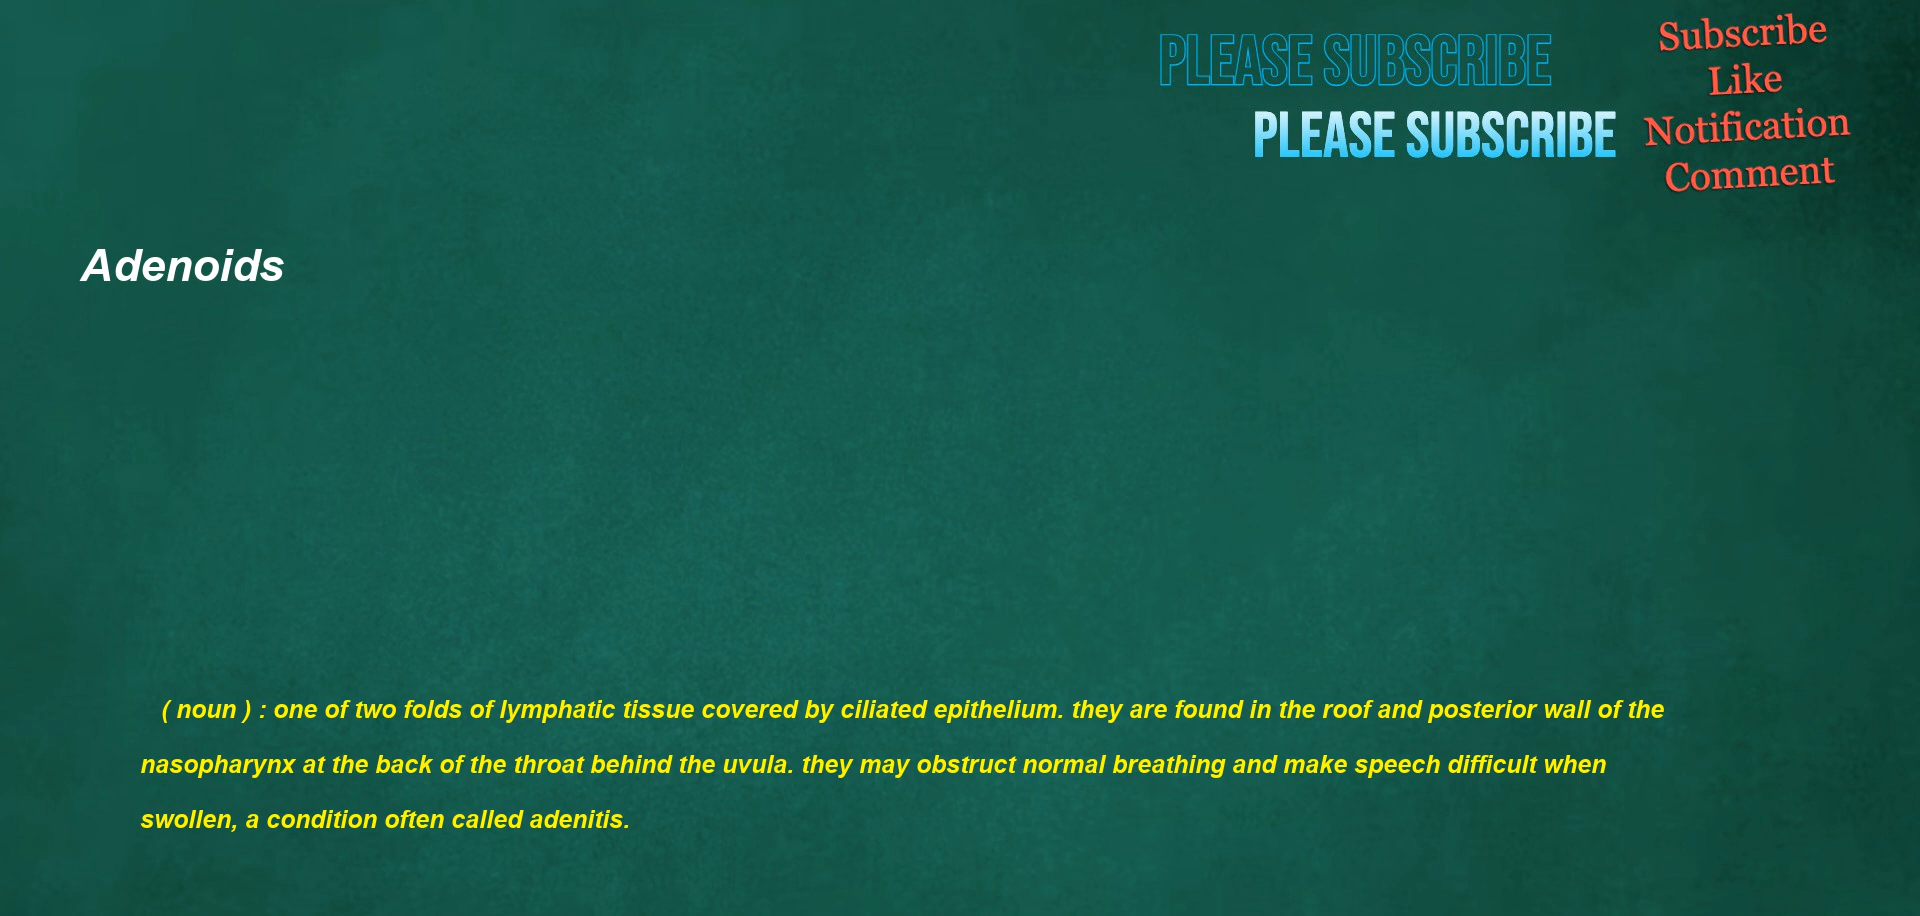 PLEASE SUBSCRIBE
PLEASE SUBSCRIBE
Subscribe
Like
Notification
Comment
Adenoids
( noun ) : one of two folds of lymphatic tissue covered by ciliated epithelium. they are found in the roof and posterior wall of the
nasopharynx at the back of the throat behind the uvula. they may obstruct normal breathing and make speech difficult when
swollen, a condition often called adenitis.